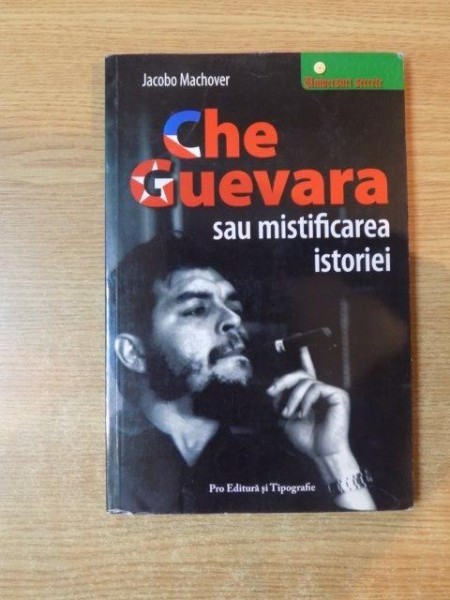 Jacobo Machover
Che
Guevara
sau mistificarea
istoriei
Pro Editură și Tipografie